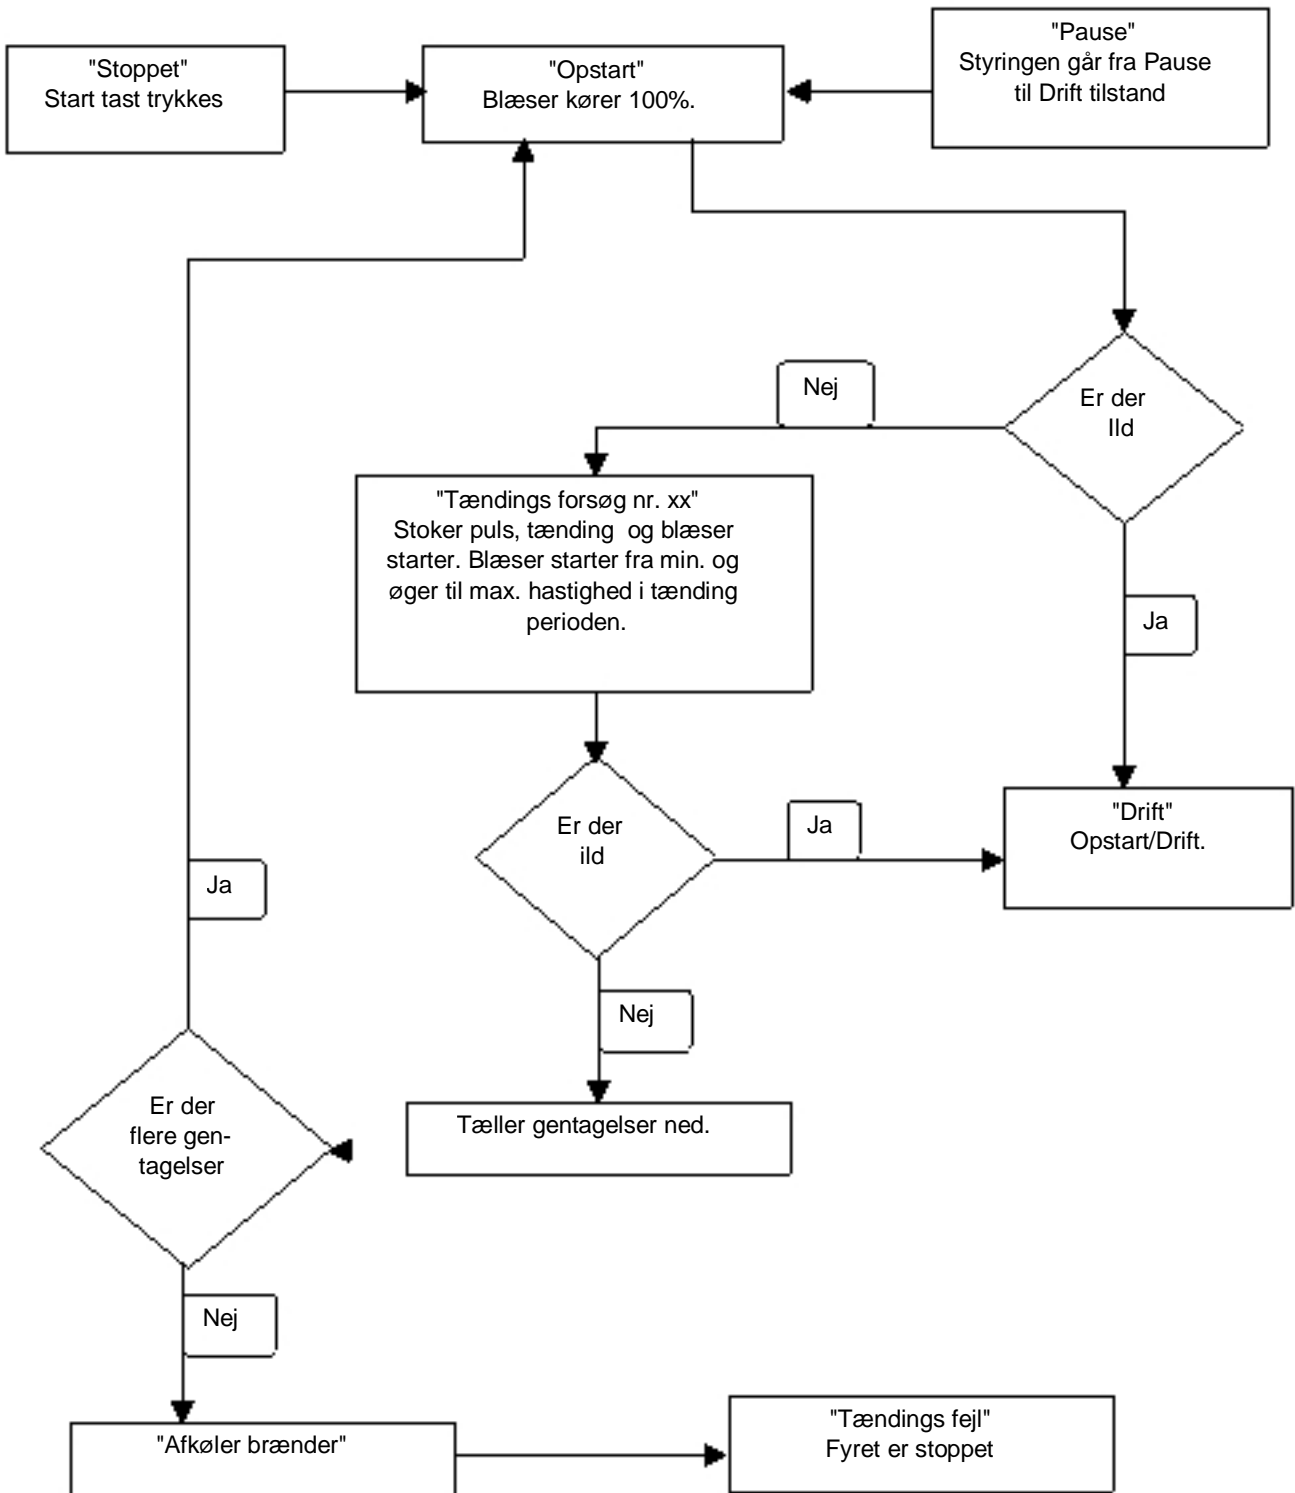 "Stoppet"
Start tast trykkes
"Opstart"
Blæser kører 100%.
"Pause"
Styringen går fra Pause
til Drift tilstand
Er der
Ild
Nej
"Tændings forsøg nr. xx"
Stoker puls, tænding  og blæser
starter. Blæser starter fra min. og
øger til max. hastighed i tænding
perioden.
Ja
Er der
ild
Ja
"Drift"
Opstart/Drift.
Ja
Nej
Er der
flere gen-
tagelser
Tæller gentagelser ned.
Nej
"Afkøler brænder"
"Tændings fejl"
Fyret er stoppet